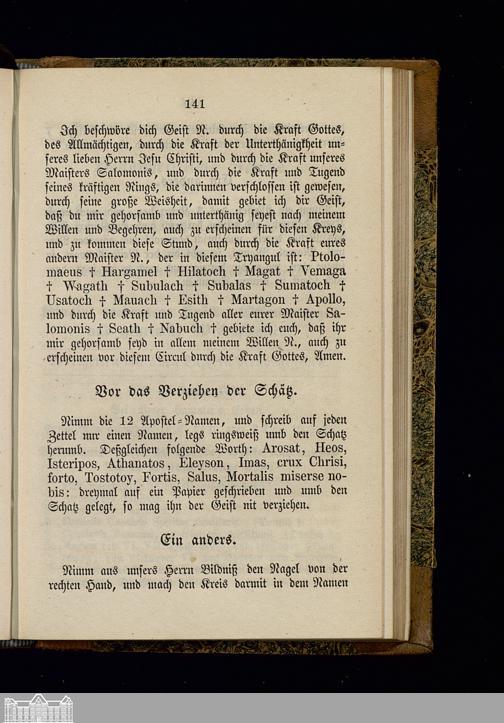 141
Ich beschwöre dich Geist N. durch die Kraft Gottes,
des Allmächtigen, durch die Kraft der Unterthänigkheit un-
seres lieben Herrn Jesu Christi, und durch die Kraft unseres
Maisters Salomonis, und durch die Kraft und Tugend
seines kräftigen Rings, die darinnen verschlossen ist gewesen,
durch seine große Weisheit, damit gebiet ich dir Geist,
daß du mir gehorsamb und unterthänig seyest nach meinem
Willen und Begehren, auch zu erscheinen für diesen Kreys,
und zu kommen diese Stund, auch durch die Kraft eures
andern Maister N., der in diesem Tryangul ist: Ptolo-
maeus † Hargamel † Hilatoch † Magat † Vemaga
† Wagath † Subulach † Subalas † Sumatoch †
Usatoch † Mauach † Esith † Martagon † Apollo,
und durch die Kraft und Tugend aller eurer Maister Sa-
lomonis † Seath † Nabuch † gebiete ich euch, daß ihr
mir gehorsamb seyd in allem meinem Willen N., auch zu
erscheinen vor diesem Circul durch die Kraft Gottes, Amen.
Vor das Verziehen der Schätz.
Nimm die 12 Apostel-Namen, und schreib auf jeden
Zettel nur einen Namen, legs ringsweiß umb den Schatz
herumb. Deßgleichen folgende Worth: Arosat, Heos,
Isteripos, Athanatos, Eleyson, Imas, crux Chrisi,
forto, Tostotoy, Fortis, Salus, Mortalis miserse no-
bis: dreymal auf ein Papier geschrieben und umb den
Schatz gelegt, so mag ihn der Geist nit verziehen.
Ein anders.
Nimm aus unsers Herrn Bildniß den Nagel von der
rechten Hand, und mach den Kreis darmit in dem Namen